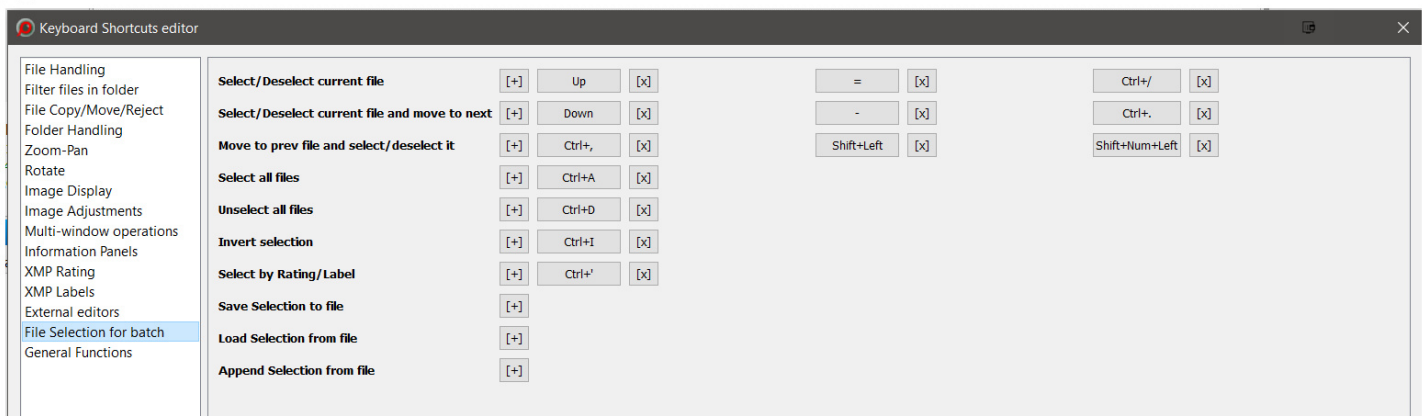 Keyboard Shortcuts editor
File Handling
Filter files in folder
File Copy/Move/Reject
Folder Handling
Zoom-Pan
Rotate
Image Display
Image Adjustments
Multi-window operations
Information Panels
XMP Rating
XMP Labels
External editors
File Selection for batch
General Functions
Select/Deselect current file [+] Up [x] = [x] Ctrl+/ [x]
Select/Deselect current file and move to next [+] Down [x] - [x] Ctrl+. [x]
Move to prev file and select/deselect it [+] Ctrl+, [x] Shift+Left [x] Shift+Num+Left [x]
Select all files [+] Ctrl+A [x]
Unselect all files [+] Ctrl+D [x]
Invert selection [+] Ctrl+I [x]
Select by Rating/Label [+] Ctrl+' [x]
Save Selection to file [+]
Load Selection from file [+]
Append Selection from file [+]